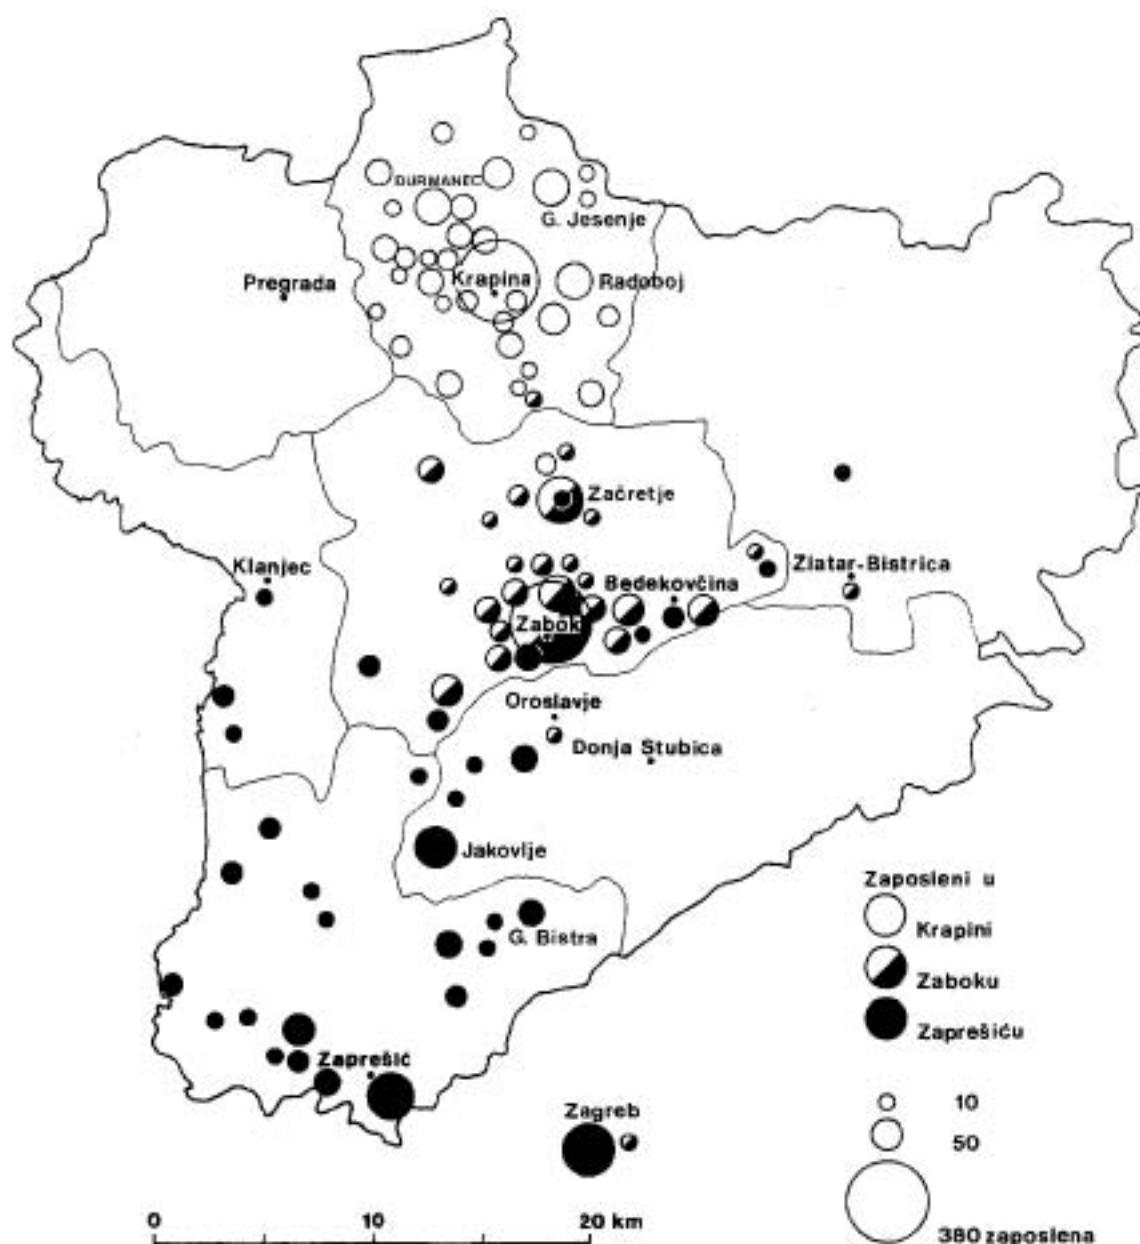 DURMANEC
G. Jesenje
Pregrada
Krapina
Radoboj
Začretje
Klanjec
Bedekovčina
Zlatar-Bistrica
Zabok
Oroslavje
Donja Stubica
Jakovlje
G. Bistra
Zaprešić
Zagreb
Zaposleni u
Krapini
Zaboku
Zaprešiću
10
50
380 zaposlena
0 10 20 km